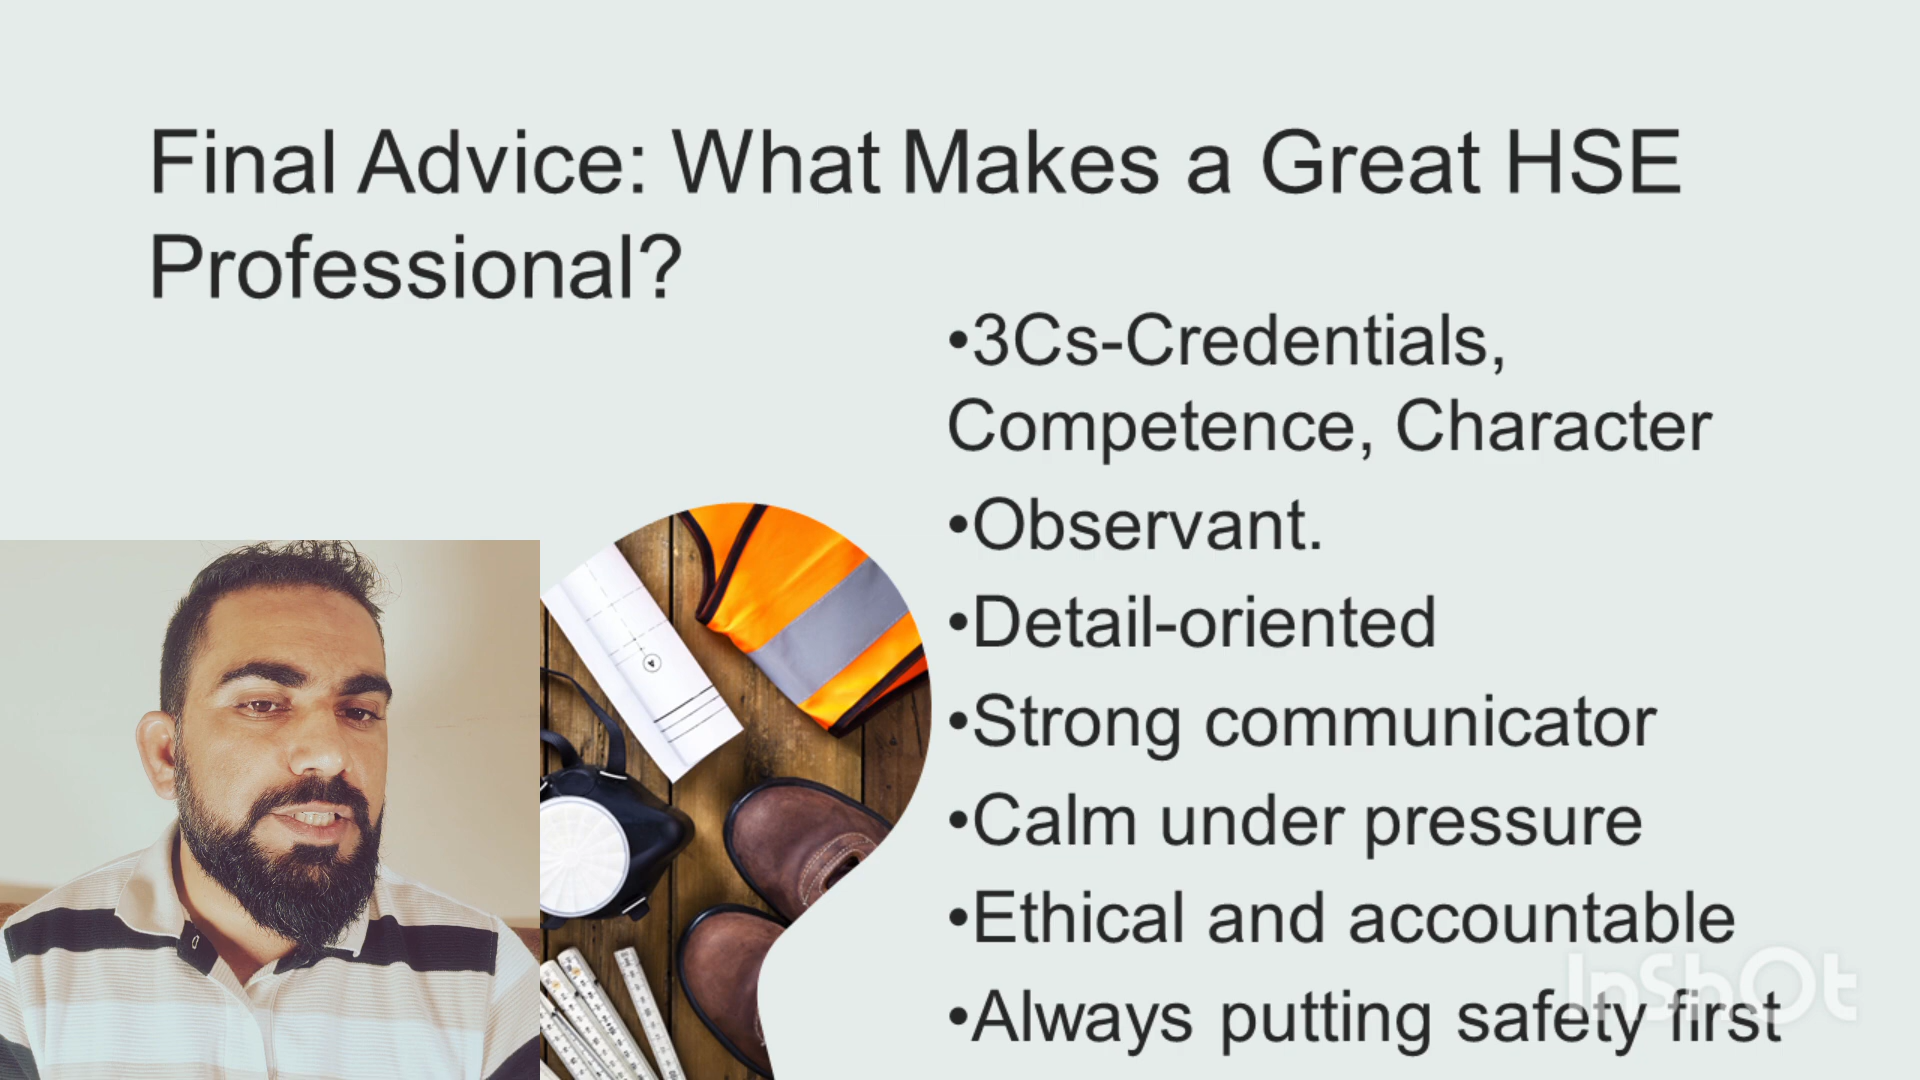 Final Advice: What Makes a Great HSE
Professional?
•3Cs-Credentials,
Competence, Character
•Observant.
•Detail-oriented
•Strong communicator
•Calm under pressure
•Ethical and accountable
•Always putting safety first
InShOt